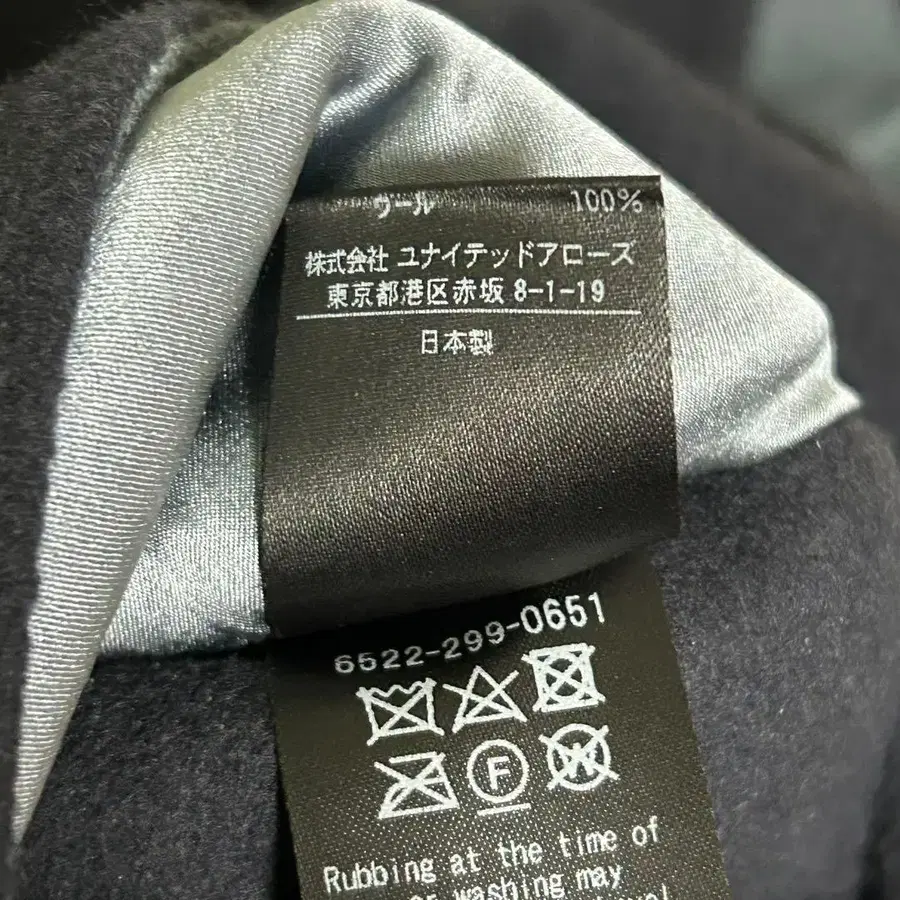 ウール 100%
株式会社 ユナイテッドアローズ
東京都港区赤坂 8-1-19
日本製
6522-299-0651
F
W
Rubbing at the time of
washing may